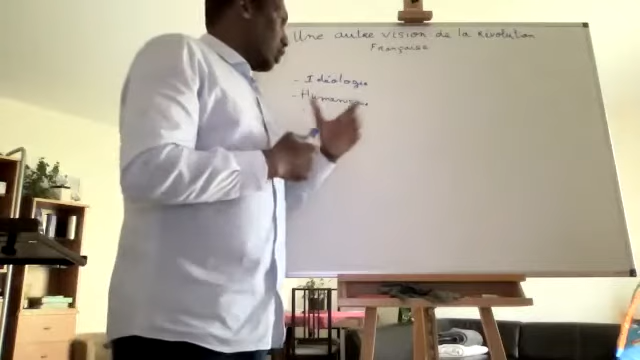 Une autre vision de la Révolution
Française
- Idéologie
- Humanisme